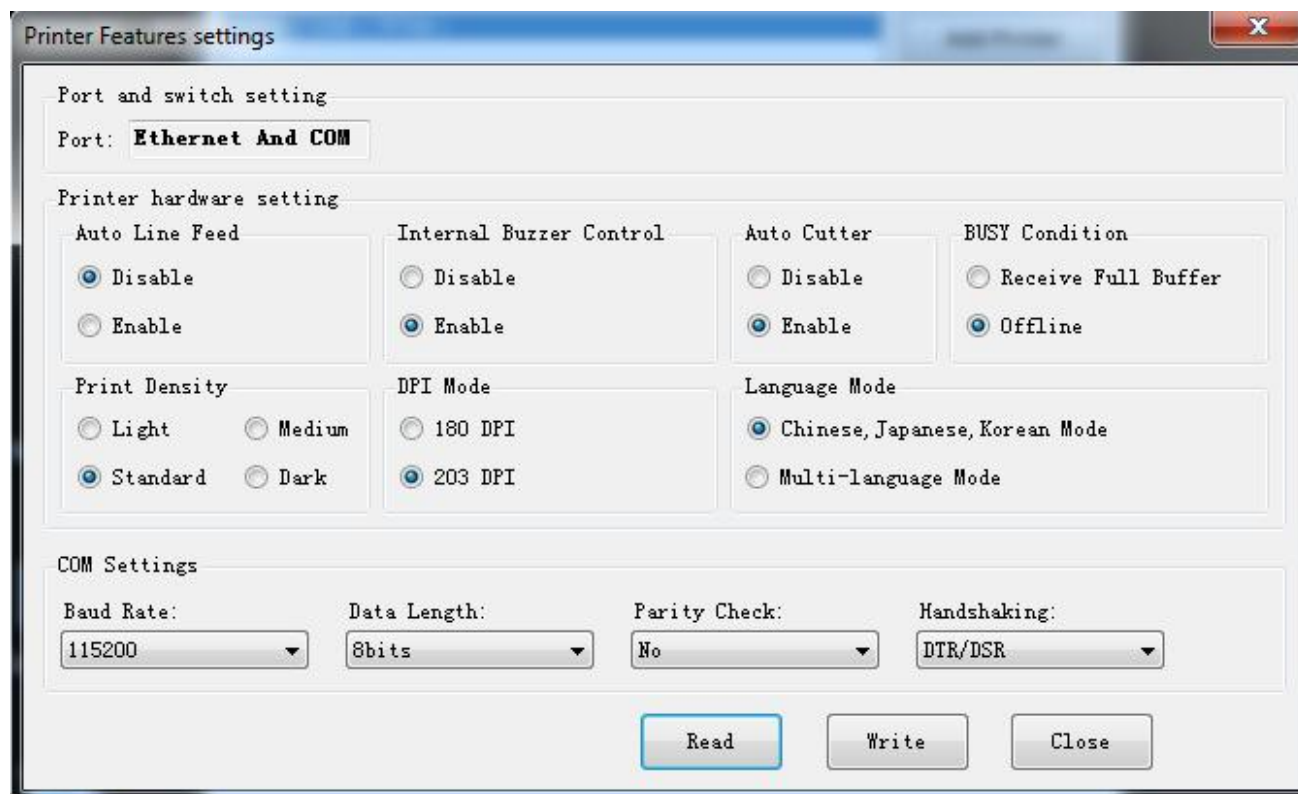 Printer Features settings
Port and switch setting
Port: Ethernet And COM
Printer hardware setting
Auto Line Feed
Disable
Enable
Internal Buzzer Control
Disable
Enable
Auto Cutter
Disable
Enable
BUSY Condition
Receive Full Buffer
Offline
Print Density
Light Medium
Standard Dark
DPI Mode
180 DPI
203 DPI
Language Mode
Chinese, Japanese, Korean Mode
Multi-language Mode
COM Settings
Baud Rate:
115200
Data Length:
8bits
Parity Check:
No
Handshaking:
DTR/DSR
Read Write Close